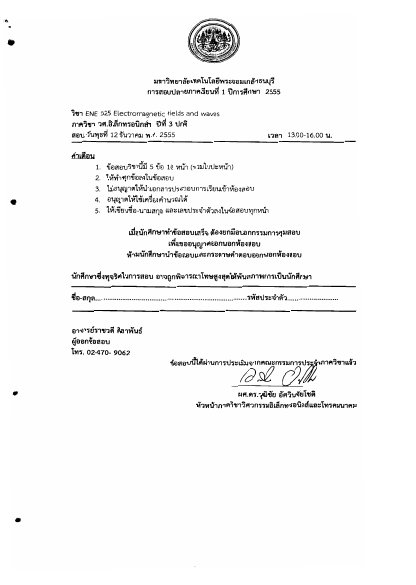 มหาวิทยาลัยเทคโนโลยีพระจอมเกล้าธนบุรี
การสอบปลายภาคเรียนที่ 1 ปีการศึกษา 2555
วิชา ENE 325 Electromagnetic fields and waves
ภาควิชา วศ.อิเล็กทรอนิกส์ฯ ปีที่ 3 ปกติ
สอบ วันพุธที่ 12 ธันวาคม พ.ศ. 2555 เวลา 13.00-16.00 น.
คำเตือน
1. ข้อสอบวิชานี้มี 5 ข้อ หน้า (รวมใบปะหน้า)
2. ให้ทำทุกข้อลงในข้อสอบ
3. ไม่อนุญาตให้นำเอกสารประกอบการเรียนเข้าห้องสอบ
4. อนุญาตให้ใช้เครื่องคำนวณได้
5. ให้เขียนชื่อ-นามสกุล และเลขประจำตัวลงในข้อสอบทุกหน้า
เมื่อนักศึกษาทำข้อสอบเสร็จ ต้องยกมือบอกกรรมการคุมสอบ
เพื่อขออนุญาตออกนอกห้องสอบ
ห้ามนักศึกษานำข้อสอบและกระดาษคำตอบออกนอกห้องสอบ
นักศึกษาซึ่งทุจริตในการสอบ อาจถูกพิจารณาโทษสูงสุดให้พ้นสภาพการเป็นนักศึกษา
ชื่อ-สกุล....................................................รหัสประจำตัว........................
อาจารย์ราชวดี ศิลาพันธ์
ผู้ออกข้อสอบ
โทร. 02-470- 9062
ข้อสอบนี้ได้ผ่านการประเมินจากคณะกรรมการประจำภาควิชาแล้ว
ผศ.ดร.วุฒิชัย อัศวินชัยโชติ
หัวหน้าภาควิชาวิศวกรรมอิเล็กทรอนิกส์และโทรคมนาคม